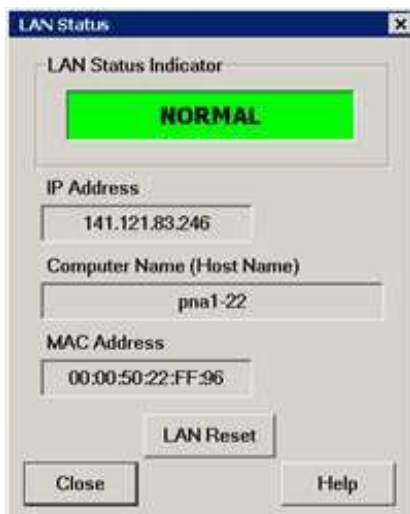 LAN Status
LAN Status Indicator
NORMAL
IP Address
141.121.83.246
Computer Name (Host Name)
pna1-22
MAC Address
00:00:50:22:FF:96
LAN Reset
Close
Help